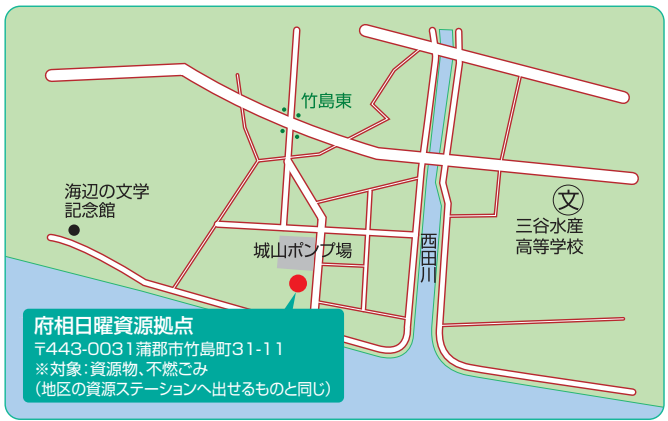 竹島東
海辺の文学
記念館
文
三谷水産
高等学校
城山ポンプ場
西田川
府相日曜資源拠点
〒443-0031蒲郡市竹島町31-11
※対象：資源物、不燃ごみ
（地区の資源ステーションへ出せるものと同じ）